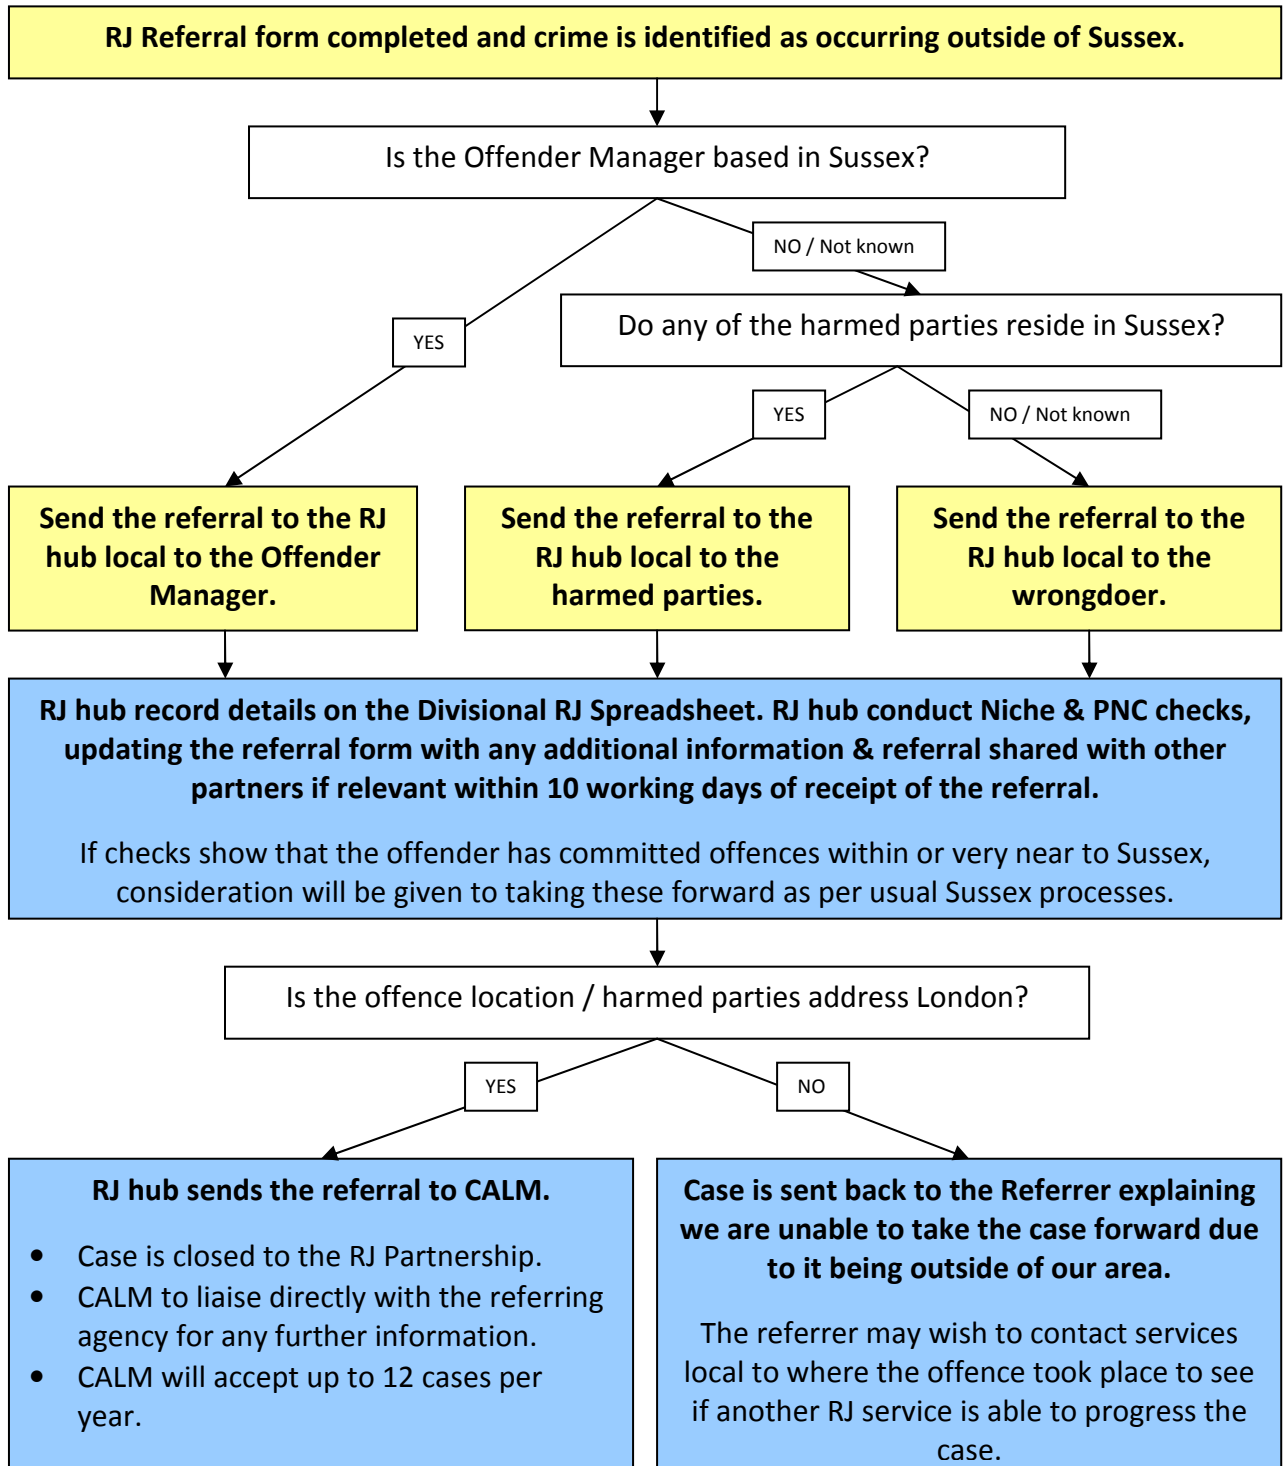 RJ Referral form completed and crime is identified as occurring outside of Sussex.
Is the Offender Manager based in Sussex?
NO / Not known
Do any of the harmed parties reside in Sussex?
YES
YES
NO / Not known
Send the referral to the RJ
hub local to the Offender
Manager.
Send the referral to the
RJ hub local to the
harmed parties.
Send the referral to the
RJ hub local to the
wrongdoer.
RJ hub record details on the Divisional RJ Spreadsheet. RJ hub conduct Niche & PNC checks,
updating the referral form with any additional information & referral shared with other
partners if relevant within 10 working days of receipt of the referral.
If checks show that the offender has committed offences within or very near to Sussex,
consideration will be given to taking these forward as per usual Sussex processes.
Is the offence location / harmed parties address London?
YES
NO
RJ hub sends the referral to CALM.
• Case is closed to the RJ Partnership.
• CALM to liaise directly with the referring
agency for any further information.
• CALM will accept up to 12 cases per
year.
Case is sent back to the Referrer explaining
we are unable to take the case forward due
to it being outside of our area.
The referrer may wish to contact services
local to where the offence took place to see
if another RJ service is able to progress the
case.